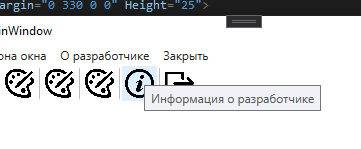 argin="0 330 0 0" Height="25">
inWindow
она окна О разработчике Закрыть
Информация о разработчике